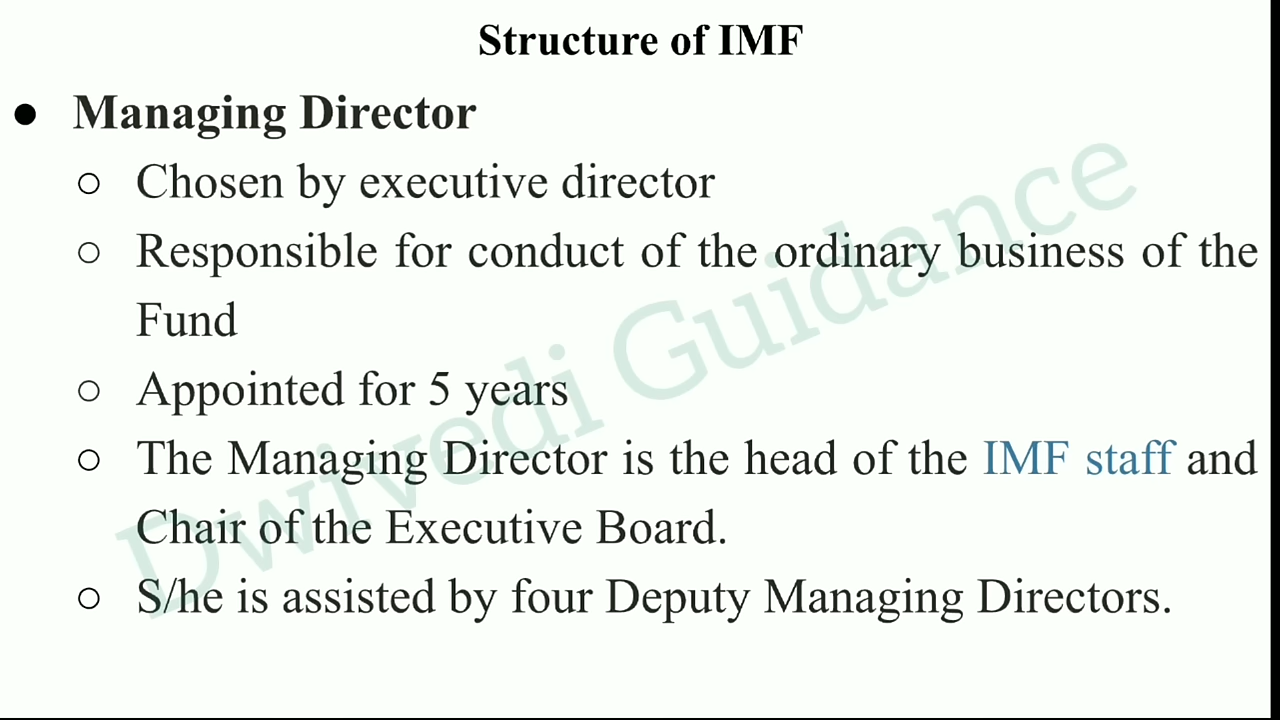 Structure of IMF
● Managing Director
○ Chosen by executive director
○ Responsible for conduct of the ordinary business of the
Fund
○ Appointed for 5 years
○ The Managing Director is the head of the IMF staff and
Chair of the Executive Board.
○ S/he is assisted by four Deputy Managing Directors.
Dwivedi Guidance